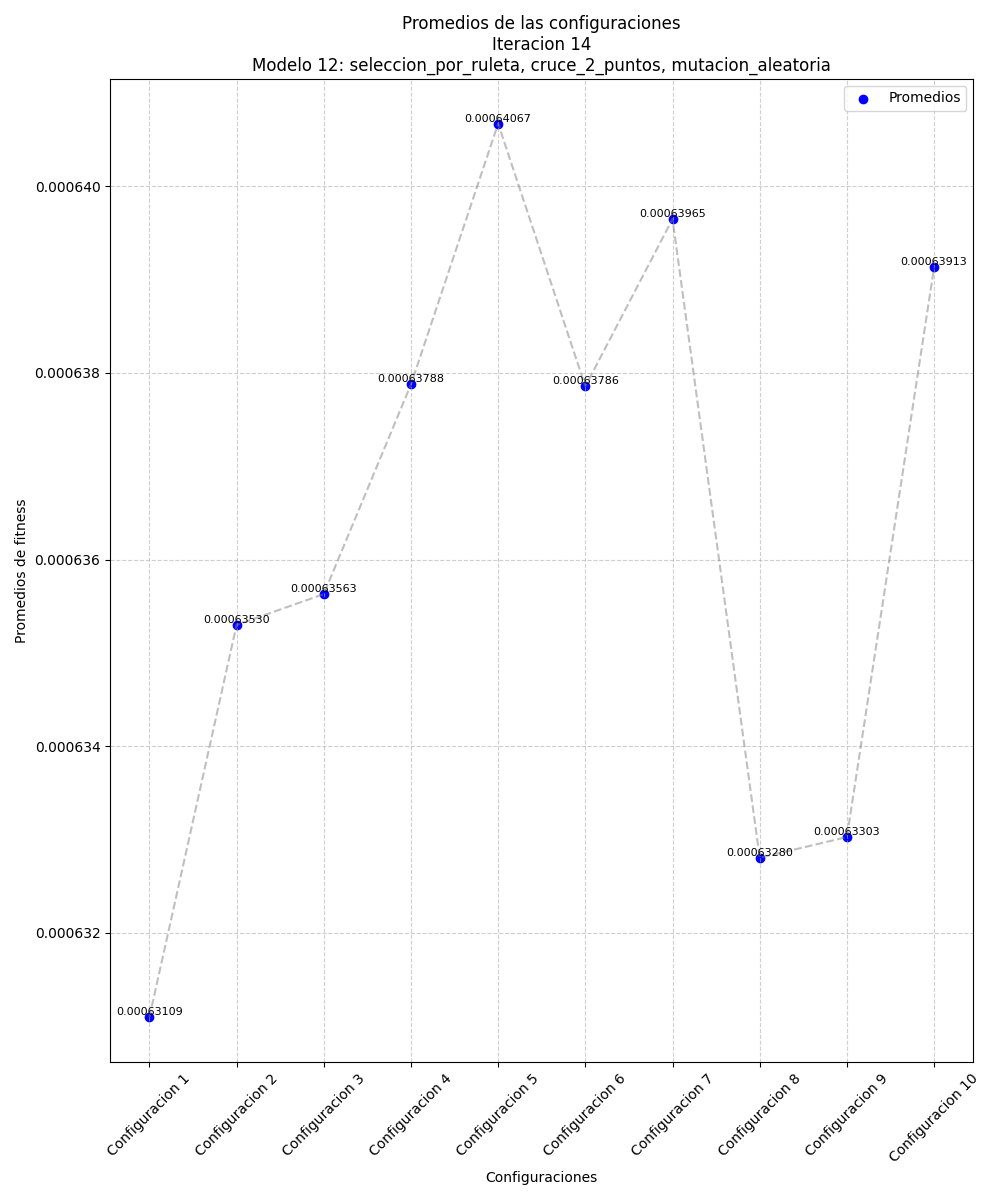 Promedios de las configuraciones
Iteracion 14
Modelo 12: seleccion_por_ruleta, cruce_2_puntos, mutacion_aleatoria
Promedios
0.00064067
0.00063965
0.00063913
0.00063788
0.00063786
0.00063563
0.00063530
0.00063303
0.00063280
0.00063109
0.000640
0.000638
0.000636
0.000634
0.000632
Promedios de fitness
Configuracion 1
Configuracion 2
Configuracion 3
Configuracion 4
Configuracion 5
Configuracion 6
Configuracion 7
Configuracion 8
Configuracion 9
Configuracion 10
Configuraciones